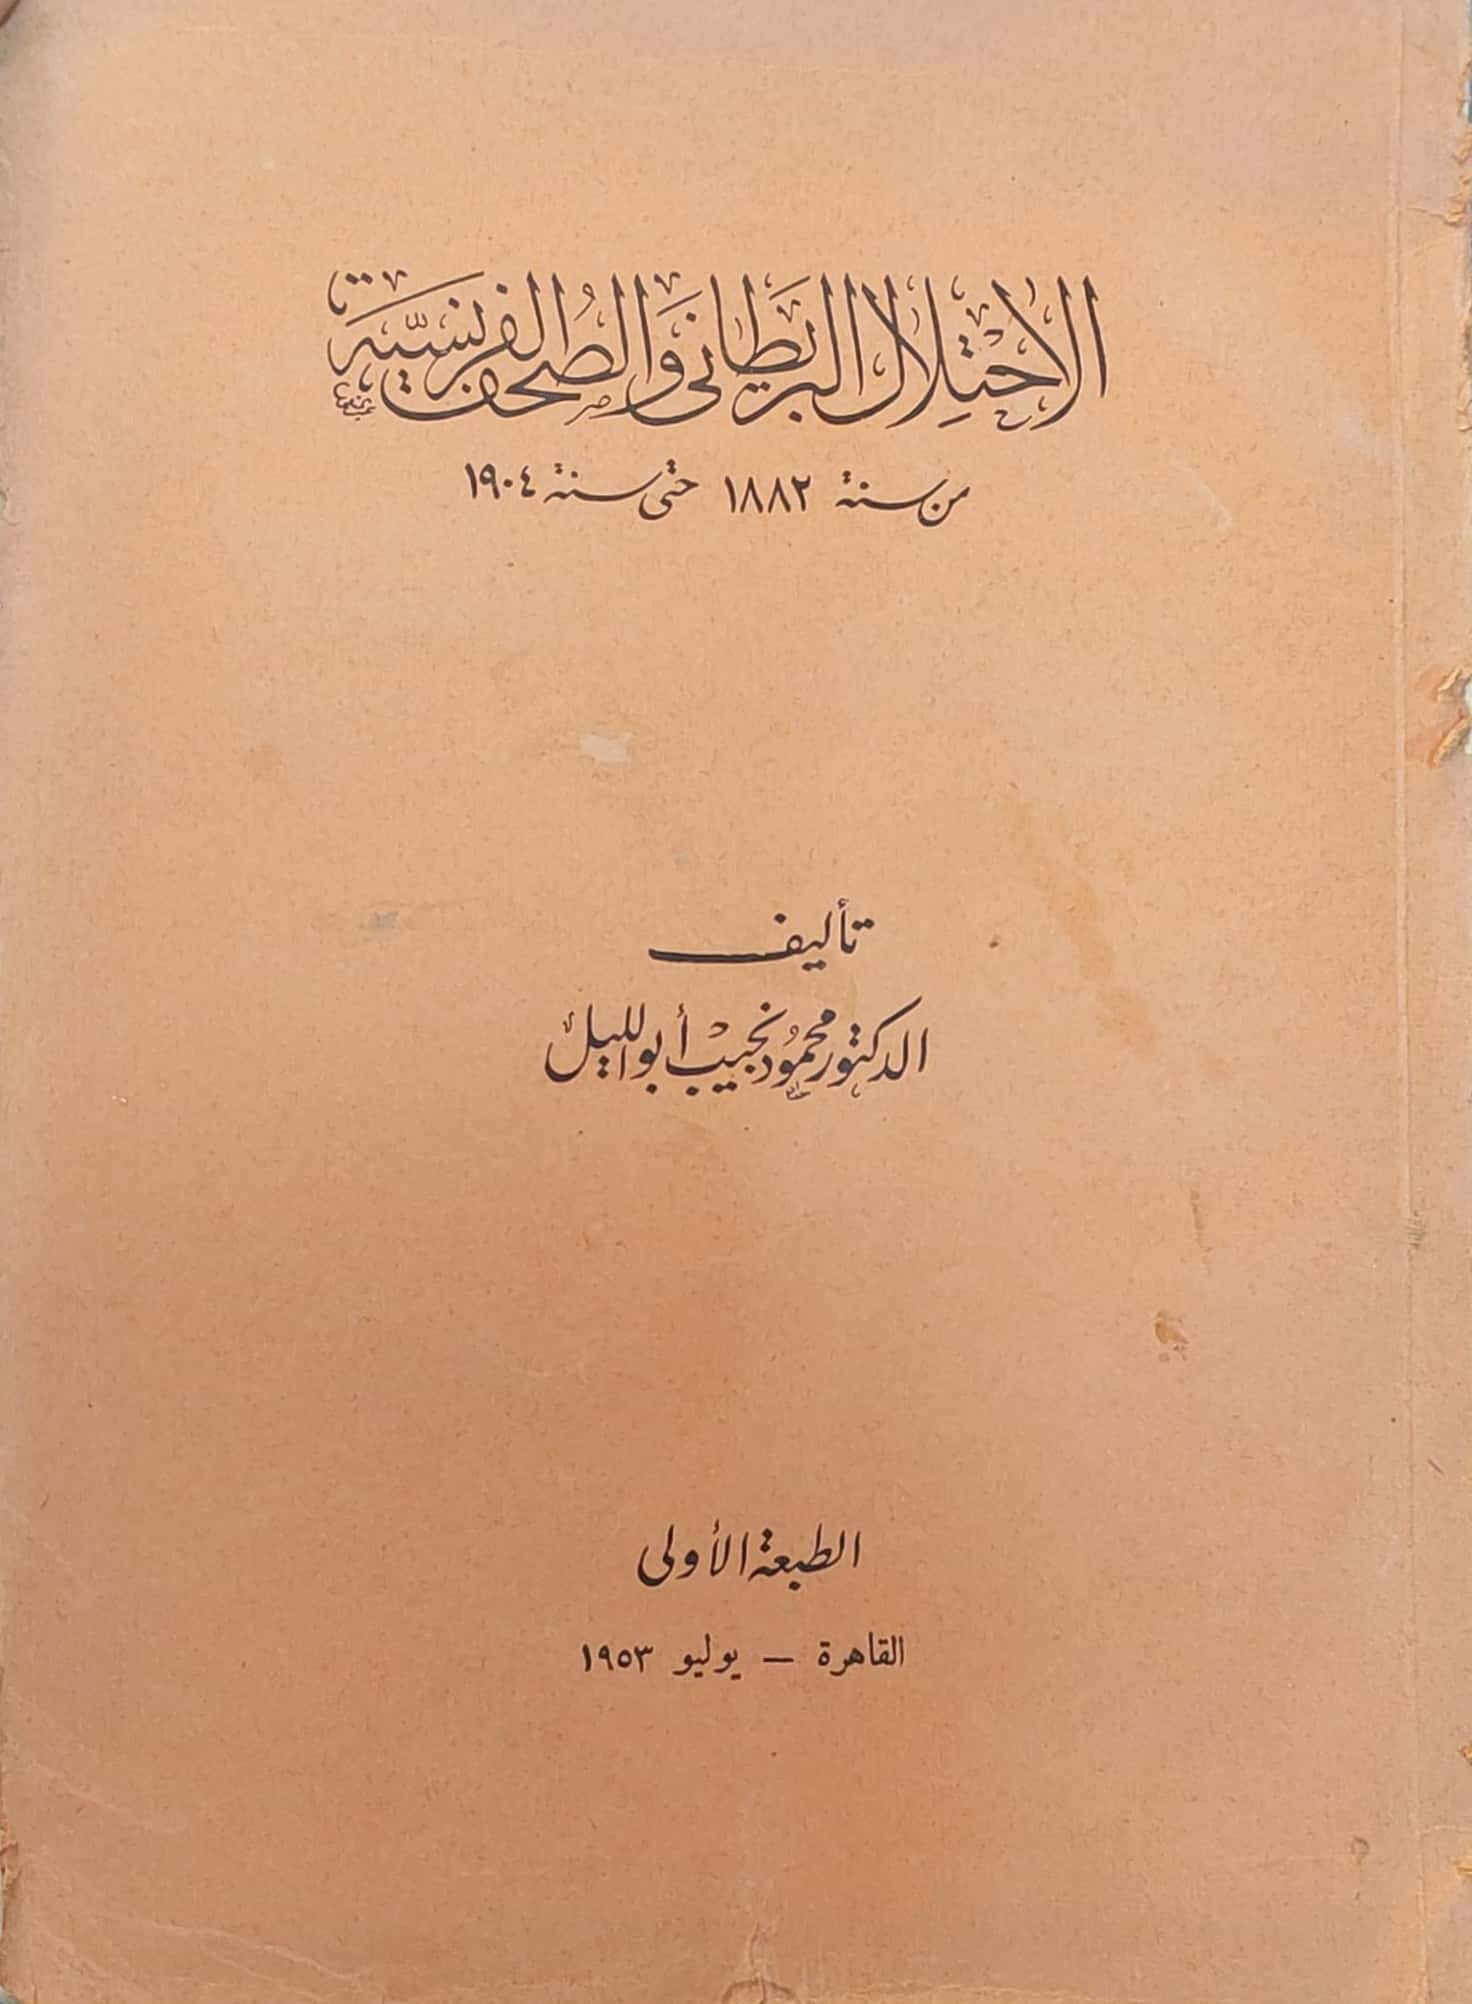 الاحتلال البريطانى والصحف الفرنسية
من سنة ١٨٨٢ حتى سنة ١٩٠٤
تأليف
الدكتور محمود نجيب أبو الليل
الطبعة الأولى
القاهرة — يوليو ١٩٥٣